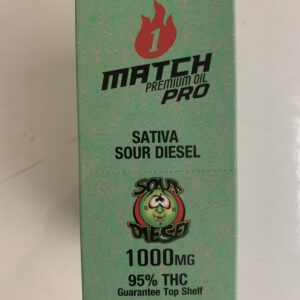 1
MATCH
PREMIUM OIL
PRO
SATIVA
SOUR DIESEL
SOUR
DIESEL
1000MG
95% THC
Guarantee Top Shelf